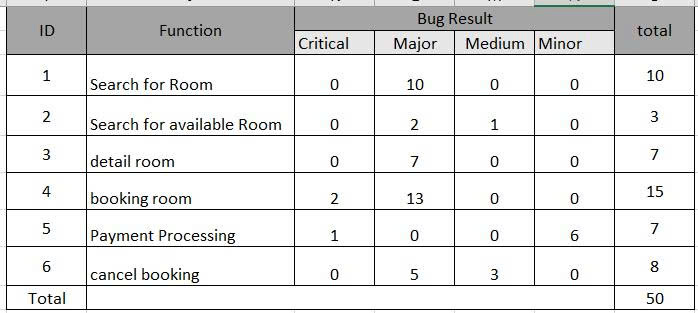 ID Function Bug Result total
Critical Major Medium Minor
1 Search for Room 0 10 0 0 10
2 Search for available Room 0 2 1 0 3
3 detail room 0 7 0 0 7
4 booking room 2 13 0 0 15
5 Payment Processing 1 0 0 6 7
6 cancel booking 0 5 3 0 8
Total 50